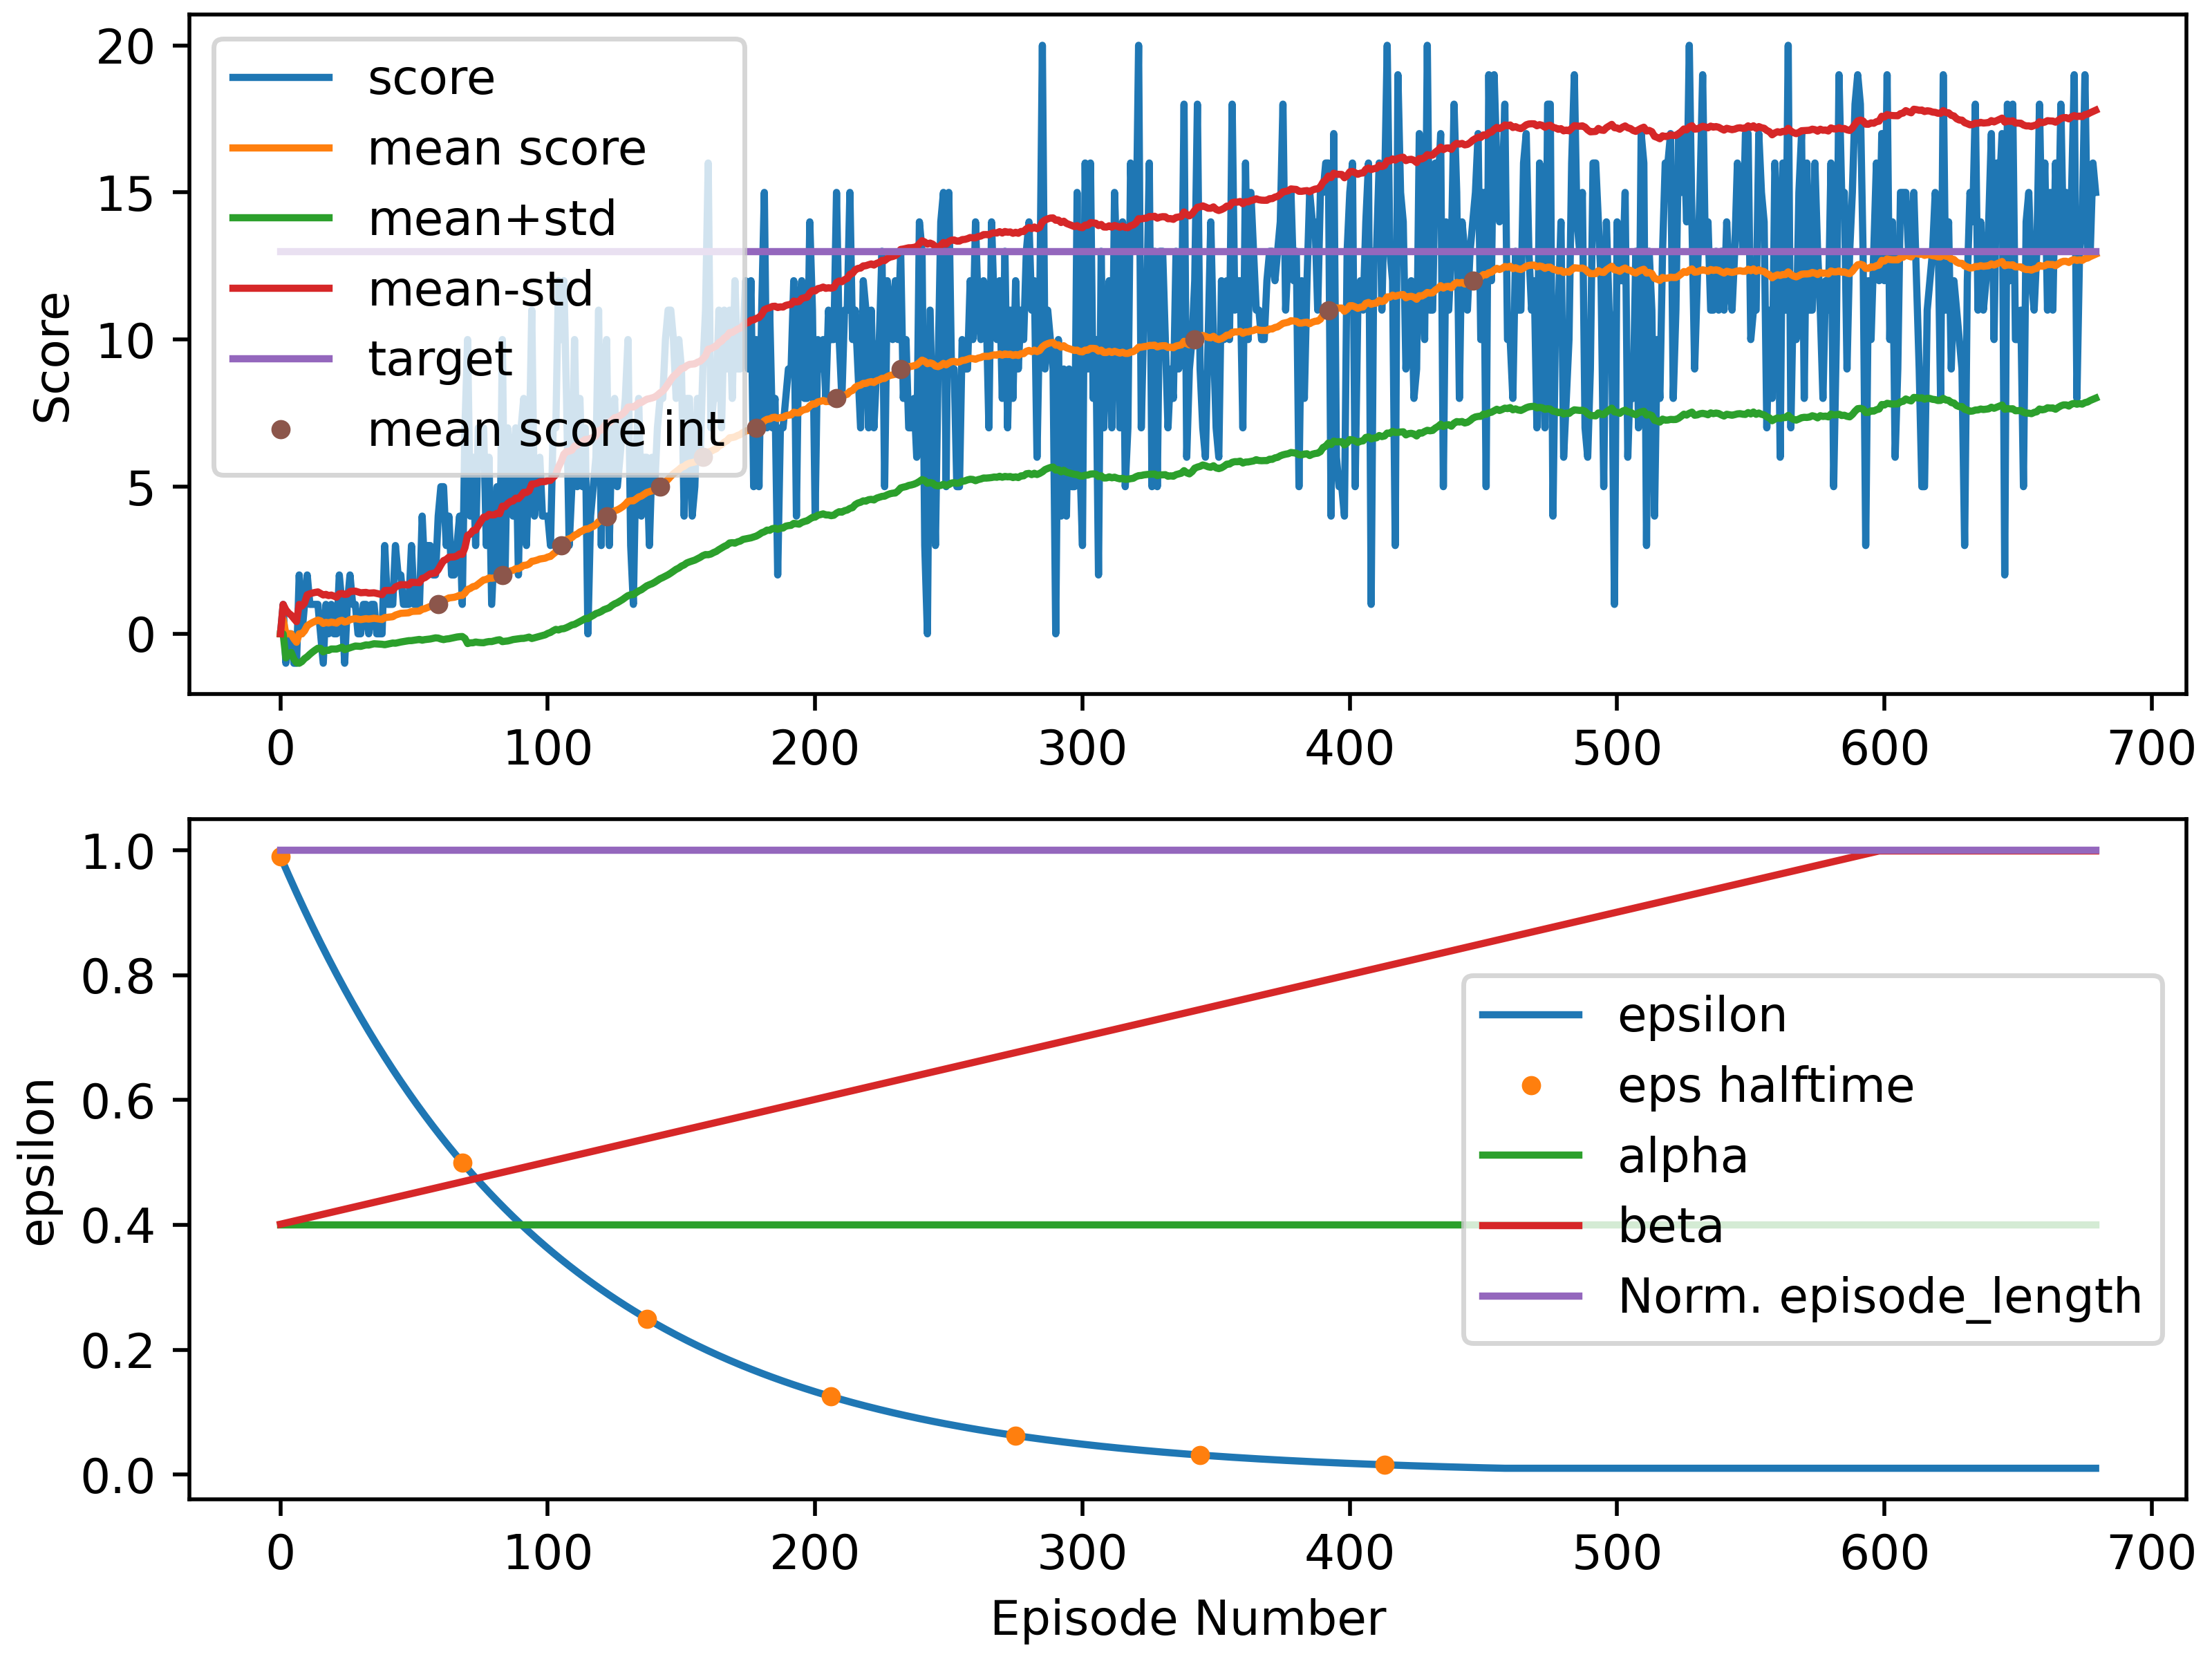 20
15
10
5
0
Score
score
mean score
mean+std
mean-std
target
mean score int
0 100 200 300 400 500 600 700
1.0
0.8
0.6
0.4
0.2
0.0
epsilon
epsilon
eps halftime
alpha
beta
Norm. episode_length
0 100 200 300 400 500 600 700
Episode Number